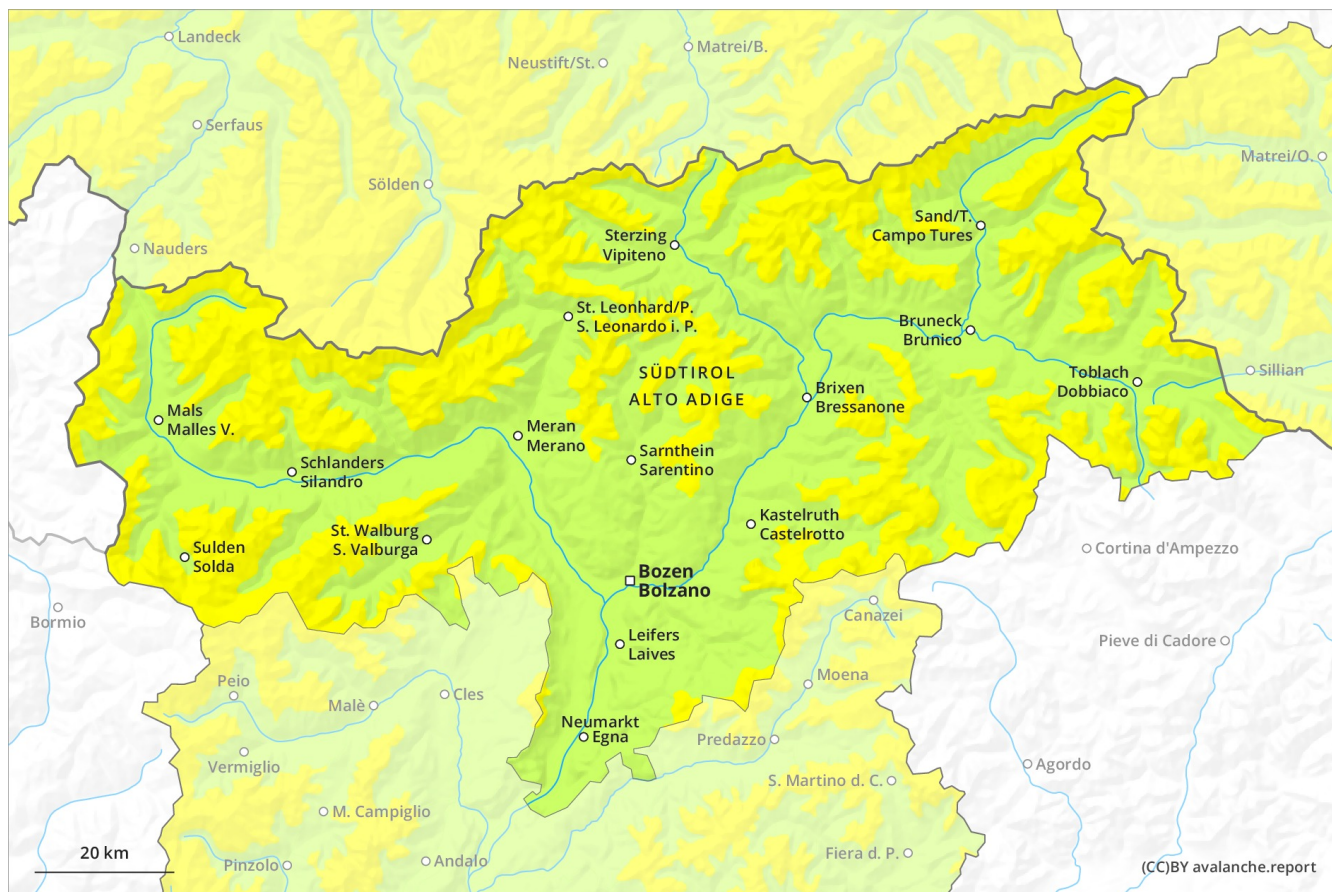 Landeck
Matrei/B.
Neustift/St.
Serfaus
Matrei/O.
Sölden
Sand/T.
Campo Tures
Sterzing
Vipiteno
Nauders
St. Leonhard/P.
S. Leonardo i. P.
Bruneck
Brunico
SÜDTIROL
ALTO ADIGE
Toblach
Dobbiaco
Sillian
Brixen
Bressanone
Mals
Malles V.
Meran
Merano
Sarnthein
Sarentino
Schlanders
Silandro
Kastelruth
Castelrotto
St. Walburg
S. Valburga
Sulden
Solda
Cortina d'Ampezzo
Bozen
Bolzano
Bormio
Canazei
Leifers
Laives
Pieve di Cadore
Peio
Moena
Malè
Cles
Neumarkt
Egna
Predazzo
Vermiglio
Agordo
S. Martino d. C.
M. Campiglio
20 km
Pinzolo
Andalo
Fiera d. P.
(CC)BY avalanche.report